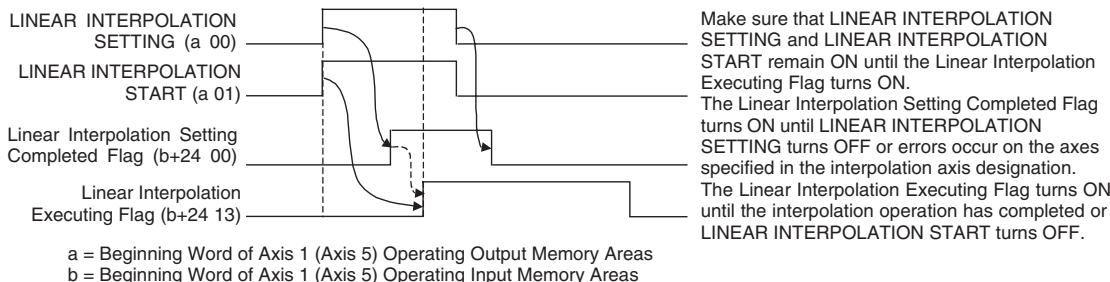 LINEAR INTERPOLATION
SETTING (a 00)
LINEAR INTERPOLATION
START (a 01)
Linear Interpolation Setting
Completed Flag (b+24 00)
Linear Interpolation
Executing Flag (b+24 13)
Make sure that LINEAR INTERPOLATION
SETTING and LINEAR INTERPOLATION
START remain ON until the Linear Interpolation
Executing Flag turns ON.
The Linear Interpolation Setting Completed Flag
turns ON until LINEAR INTERPOLATION
SETTING turns OFF or errors occur on the axes
specified in the interpolation axis designation.
The Linear Interpolation Executing Flag turns ON
until the interpolation operation has completed or
LINEAR INTERPOLATION START turns OFF.
a = Beginning Word of Axis 1 (Axis 5) Operating Output Memory Areas
b = Beginning Word of Axis 1 (Axis 5) Operating Input Memory Areas